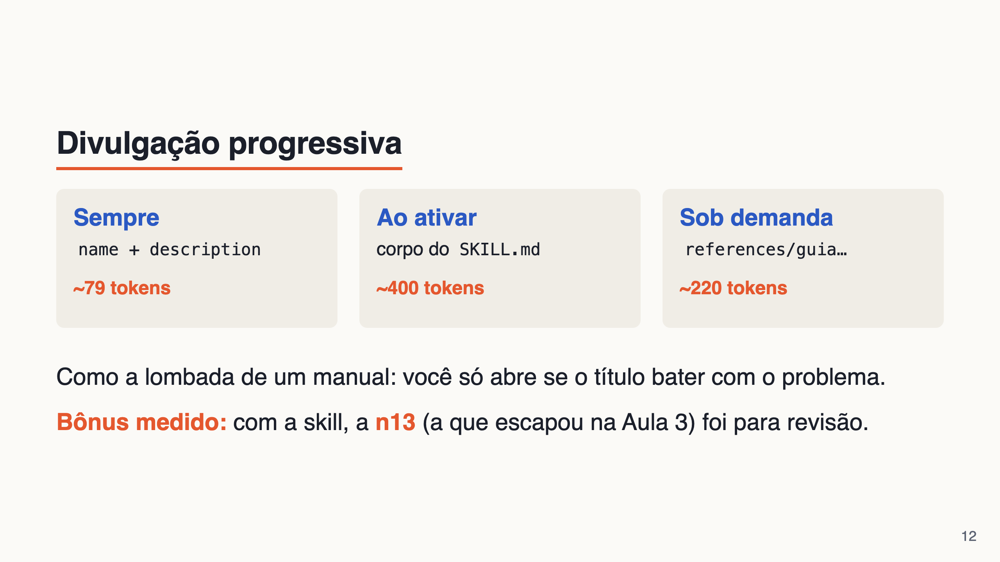 Divulgação progressiva
Sempre
name + description
~79 tokens
Ao ativar
corpo do SKILL.md
~400 tokens
Sob demanda
references/guia…
~220 tokens
Como a lombada de um manual: você só abre se o título bater com o problema.
Bônus medido: com a skill, a n13 (a que escapou na Aula 3) foi para revisão.
12